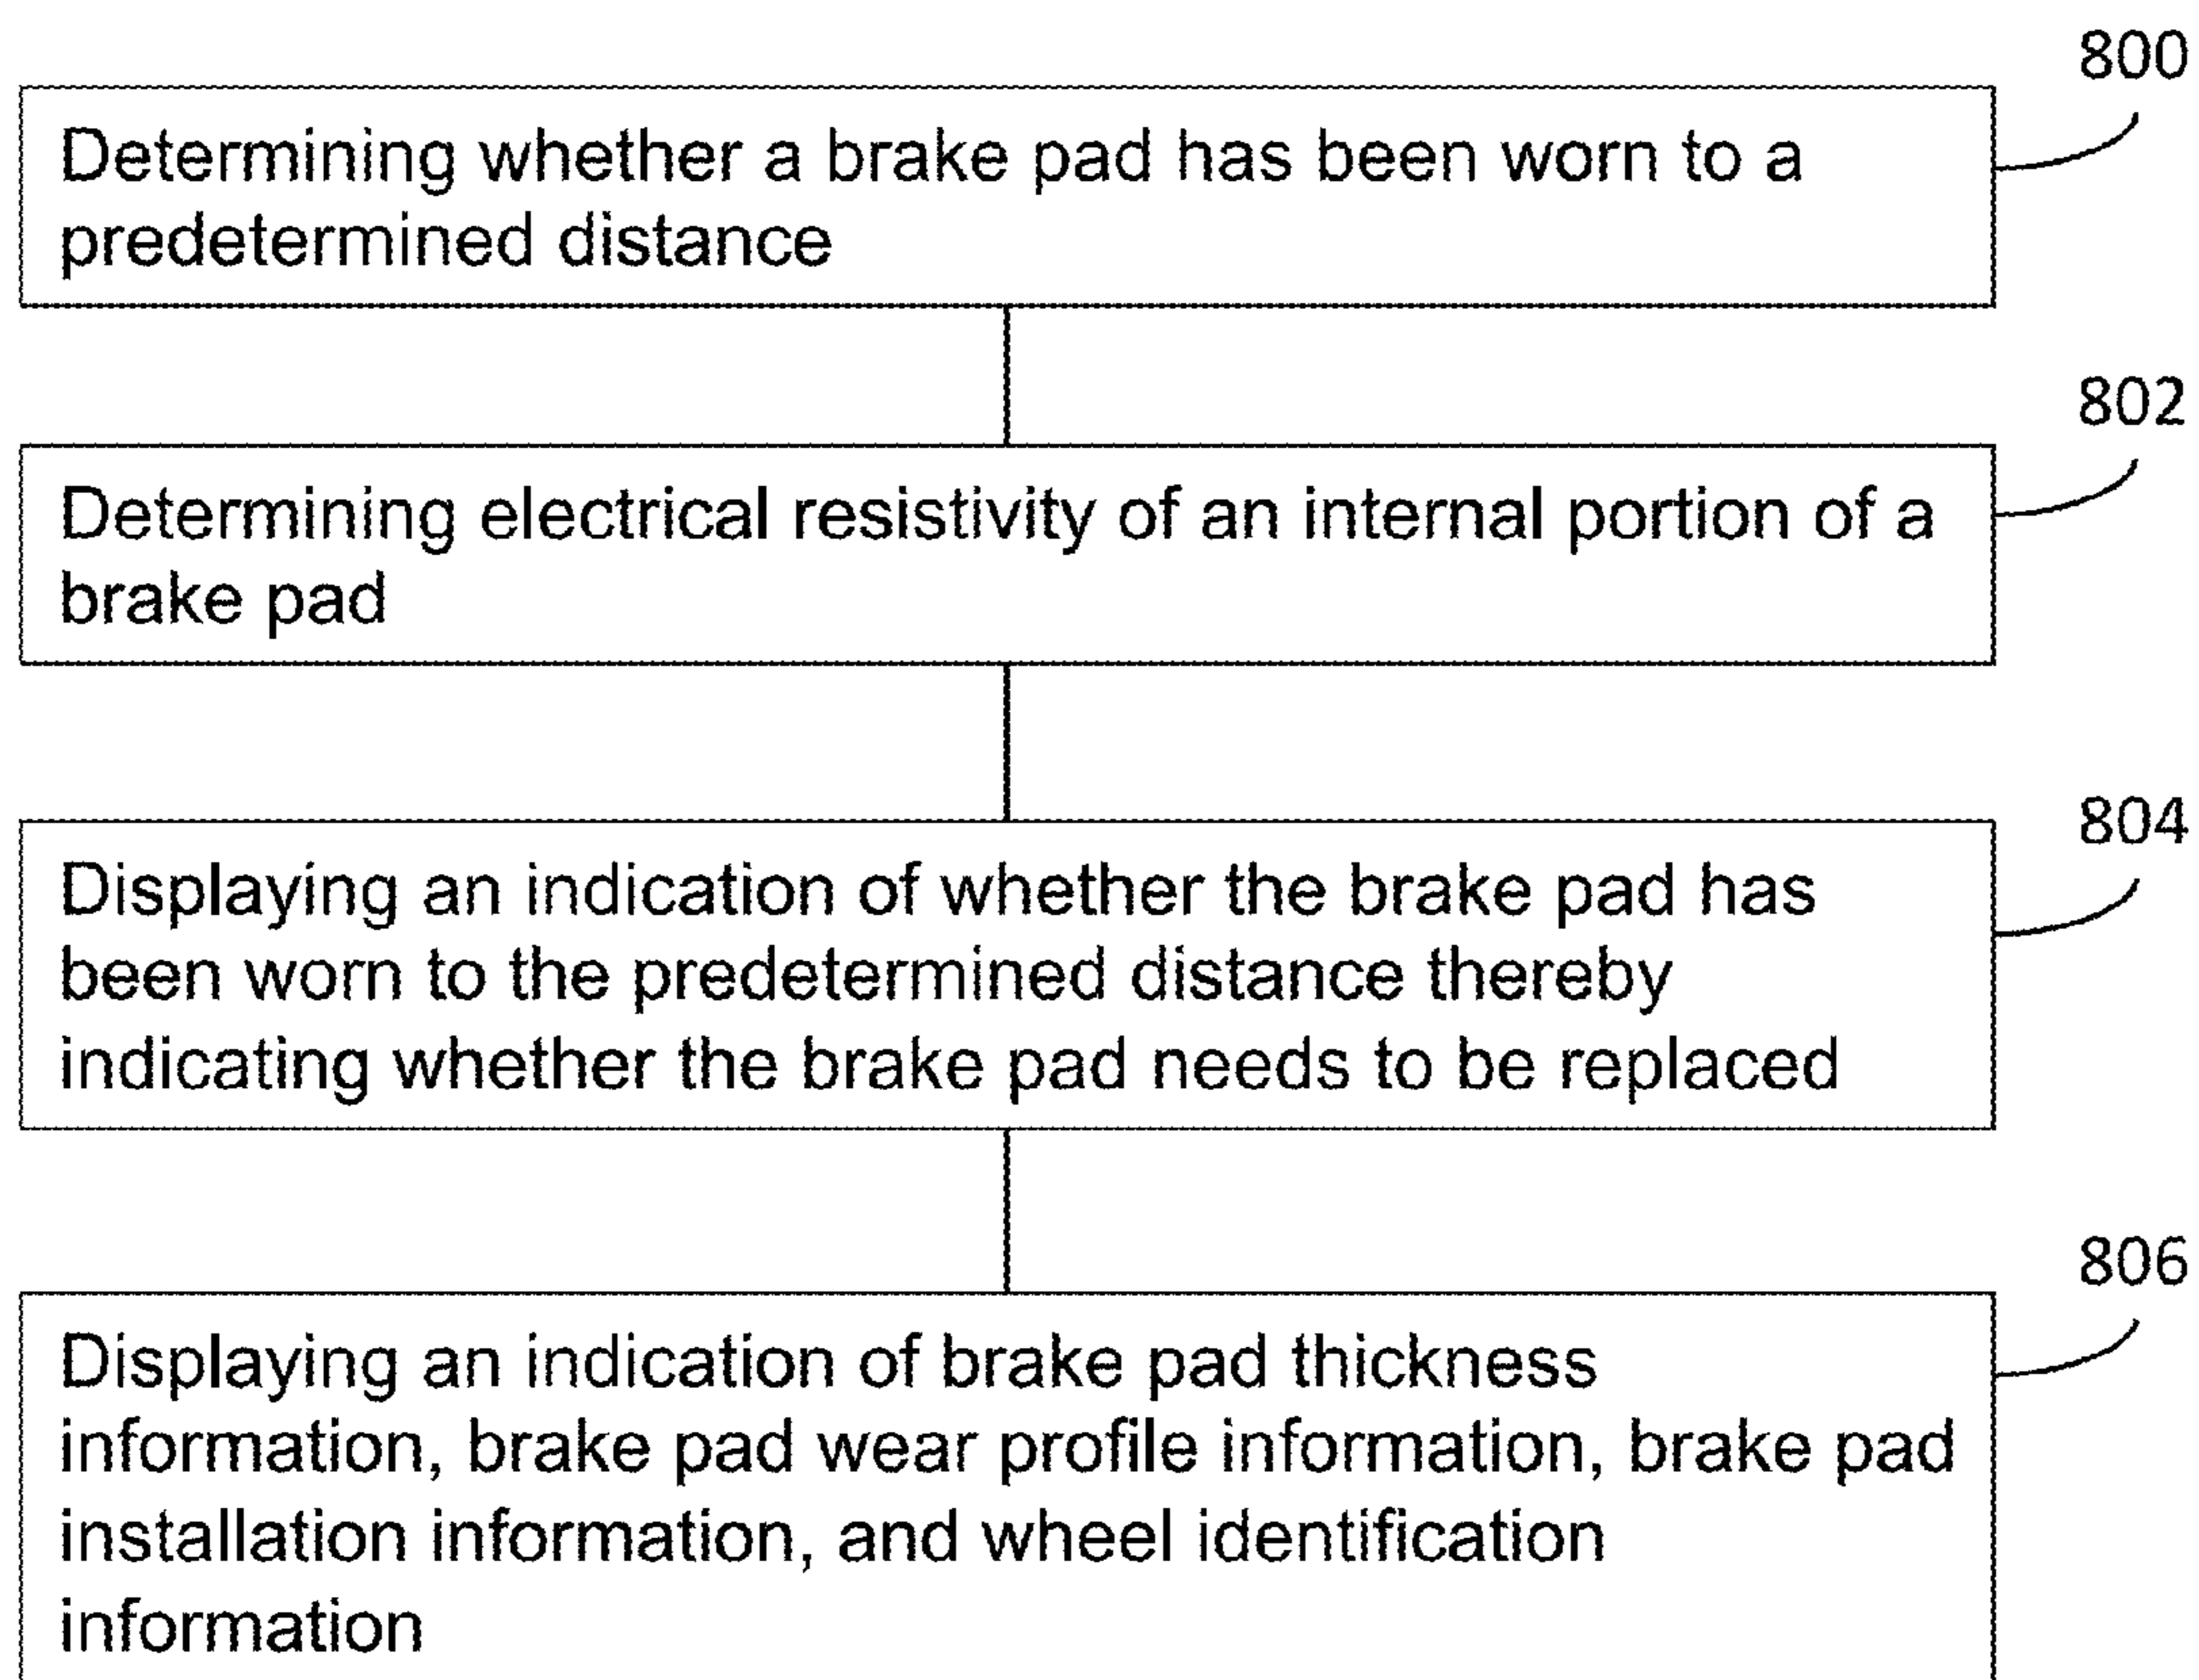 800
Determining whether a brake pad has been worn to a
predetermined distance
802
Determining electrical resistivity of an internal portion of a
brake pad
804
Displaying an indication of whether the brake pad has
been worn to the predetermined distance thereby
indicating whether the brake pad needs to be replaced
806
Displaying an indication of brake pad thickness
information, brake pad wear profile information, brake pad
installation information, and wheel identification
information